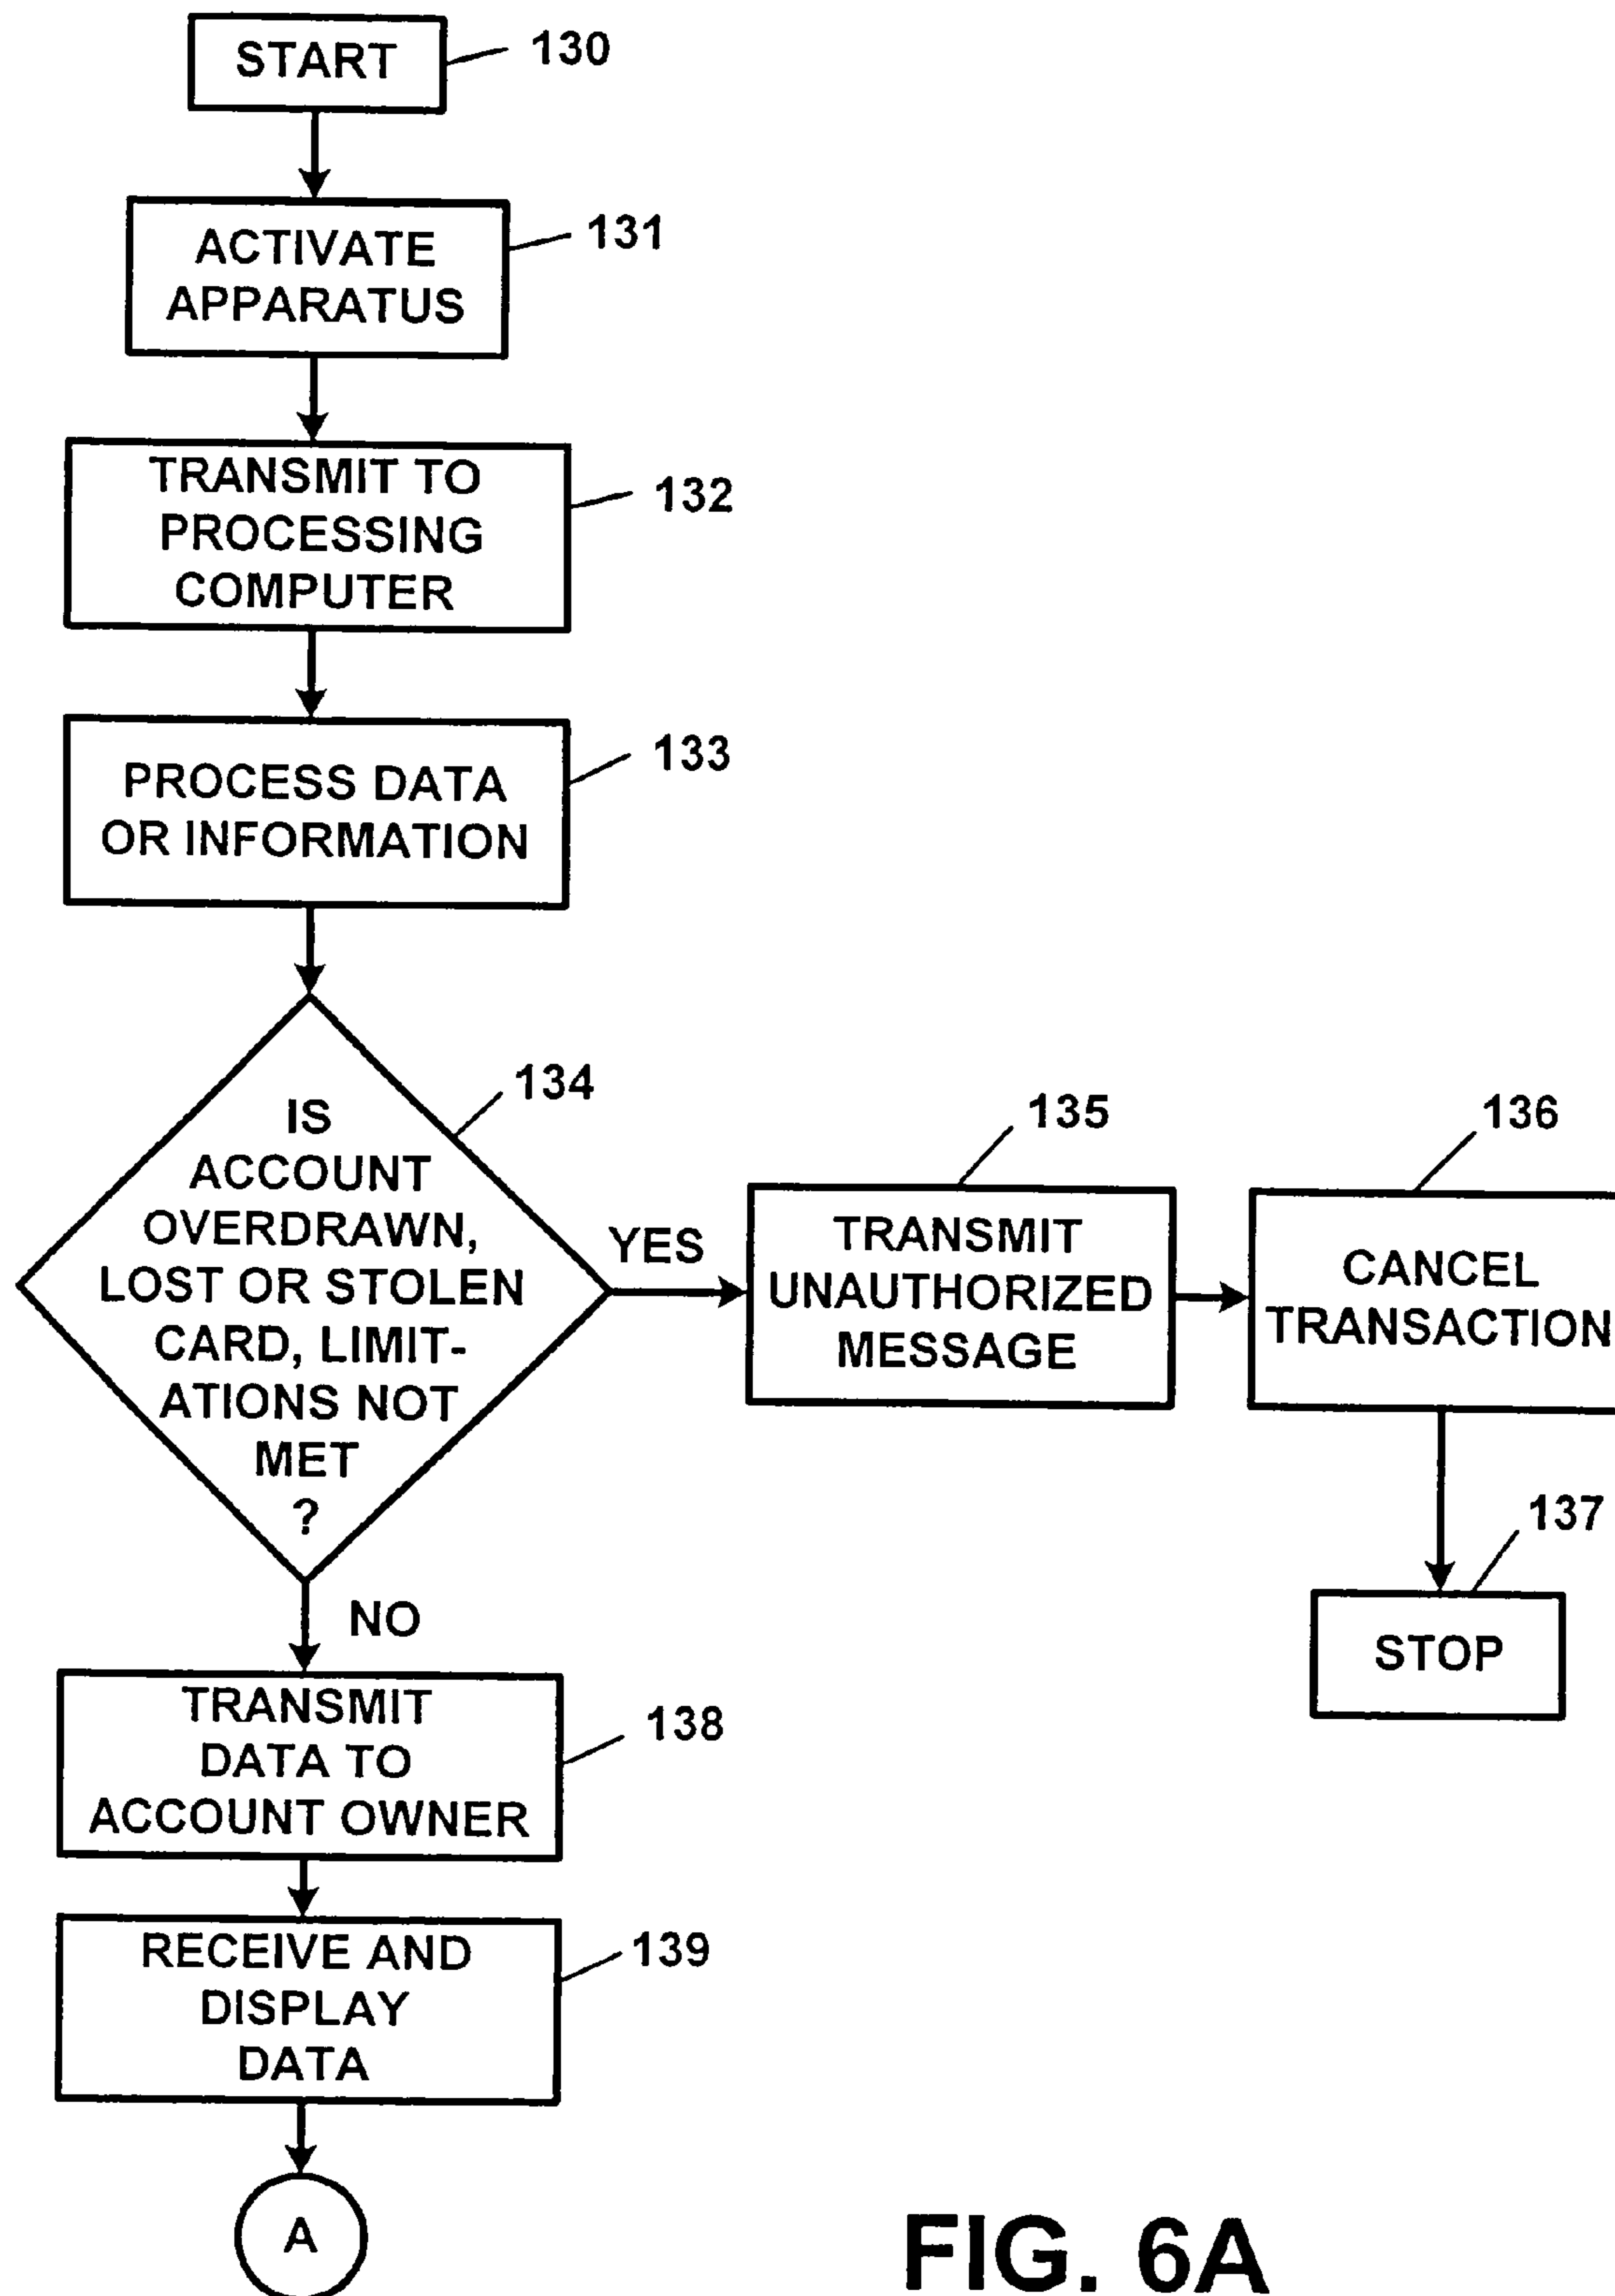 START
130
ACTIVATE
APPARATUS
131
TRANSMIT TO
PROCESSING
COMPUTER
132
PROCESS DATA
OR INFORMATION
133
IS
ACCOUNT
OVERDRAWN,
LOST OR STOLEN
CARD, LIMIT-
ATIONS NOT
MET
?
134
YES
135
TRANSMIT
UNAUTHORIZED
MESSAGE
136
CANCEL
TRANSACTION
137
STOP
NO
TRANSMIT
DATA TO
ACCOUNT OWNER
138
RECEIVE AND
DISPLAY
DATA
139
A
FIG. 6A